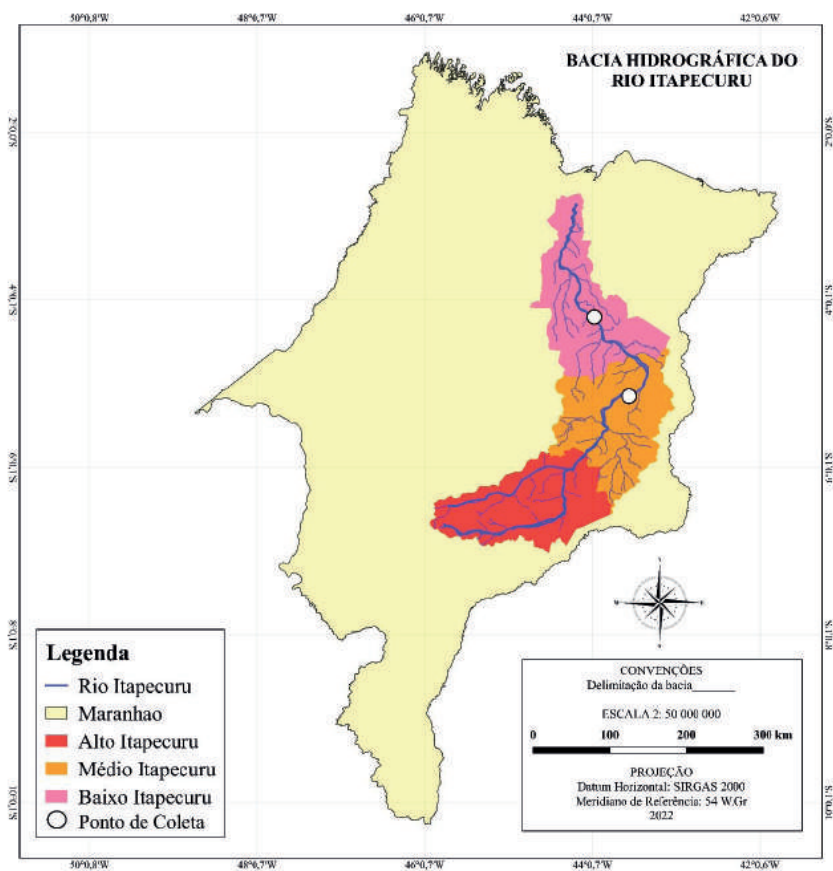 50°0,8'W 48°0,7'W 46°0,7'W 44°0,7'W 42°0,6'W
BACIA HIDROGRÁFICA DO
RIO ITAPECURU
2°0,0'S 2°0,0'S
4°0,1'S 4°0,1'S
6°0,1'S 6°0,1'S
8°0,1'S 8°0,1'S
10°0,1'S 10°0,1'S
Legenda
Rio Itapecuru
Maranhao
Alto Itapecuru
Médio Itapecuru
Baixo Itapecuru
Ponto de Coleta
CONVENÇÕES
Delimitação da bacia______
ESCALA 2: 50 000 000
0 100 200 300 km
PROJEÇÃO
Datum Horizontal: SIRGAS 2000
Meridiano de Referência: 54 W.Gr
2022
50°0,8'W 48°0,7'W 46°0,7'W 44°0,7'W 42°0,6'W